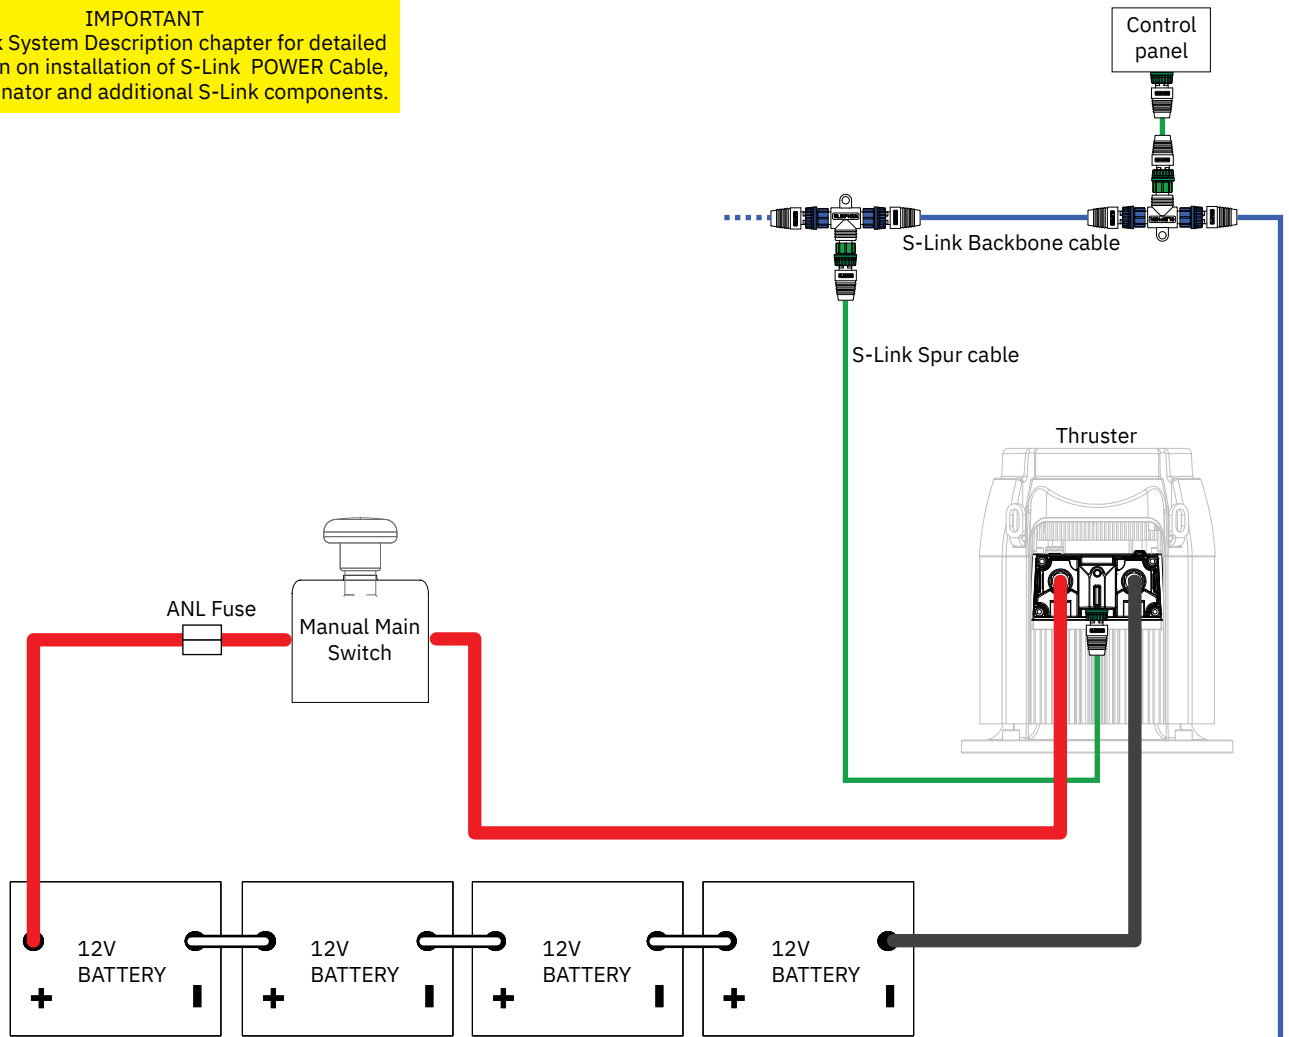 IMPORTANT
System Description chapter for detailed
on installation of S-Link POWER Cable,
and additional S-Link components.
Control
panel
S-Link Backbone cable
S-Link Spur cable
Thruster
ANL Fuse
Manual Main
Switch
12V
BATTERY
+ -
12V
BATTERY
+ -
12V
BATTERY
+ -
12V
BATTERY
+ -